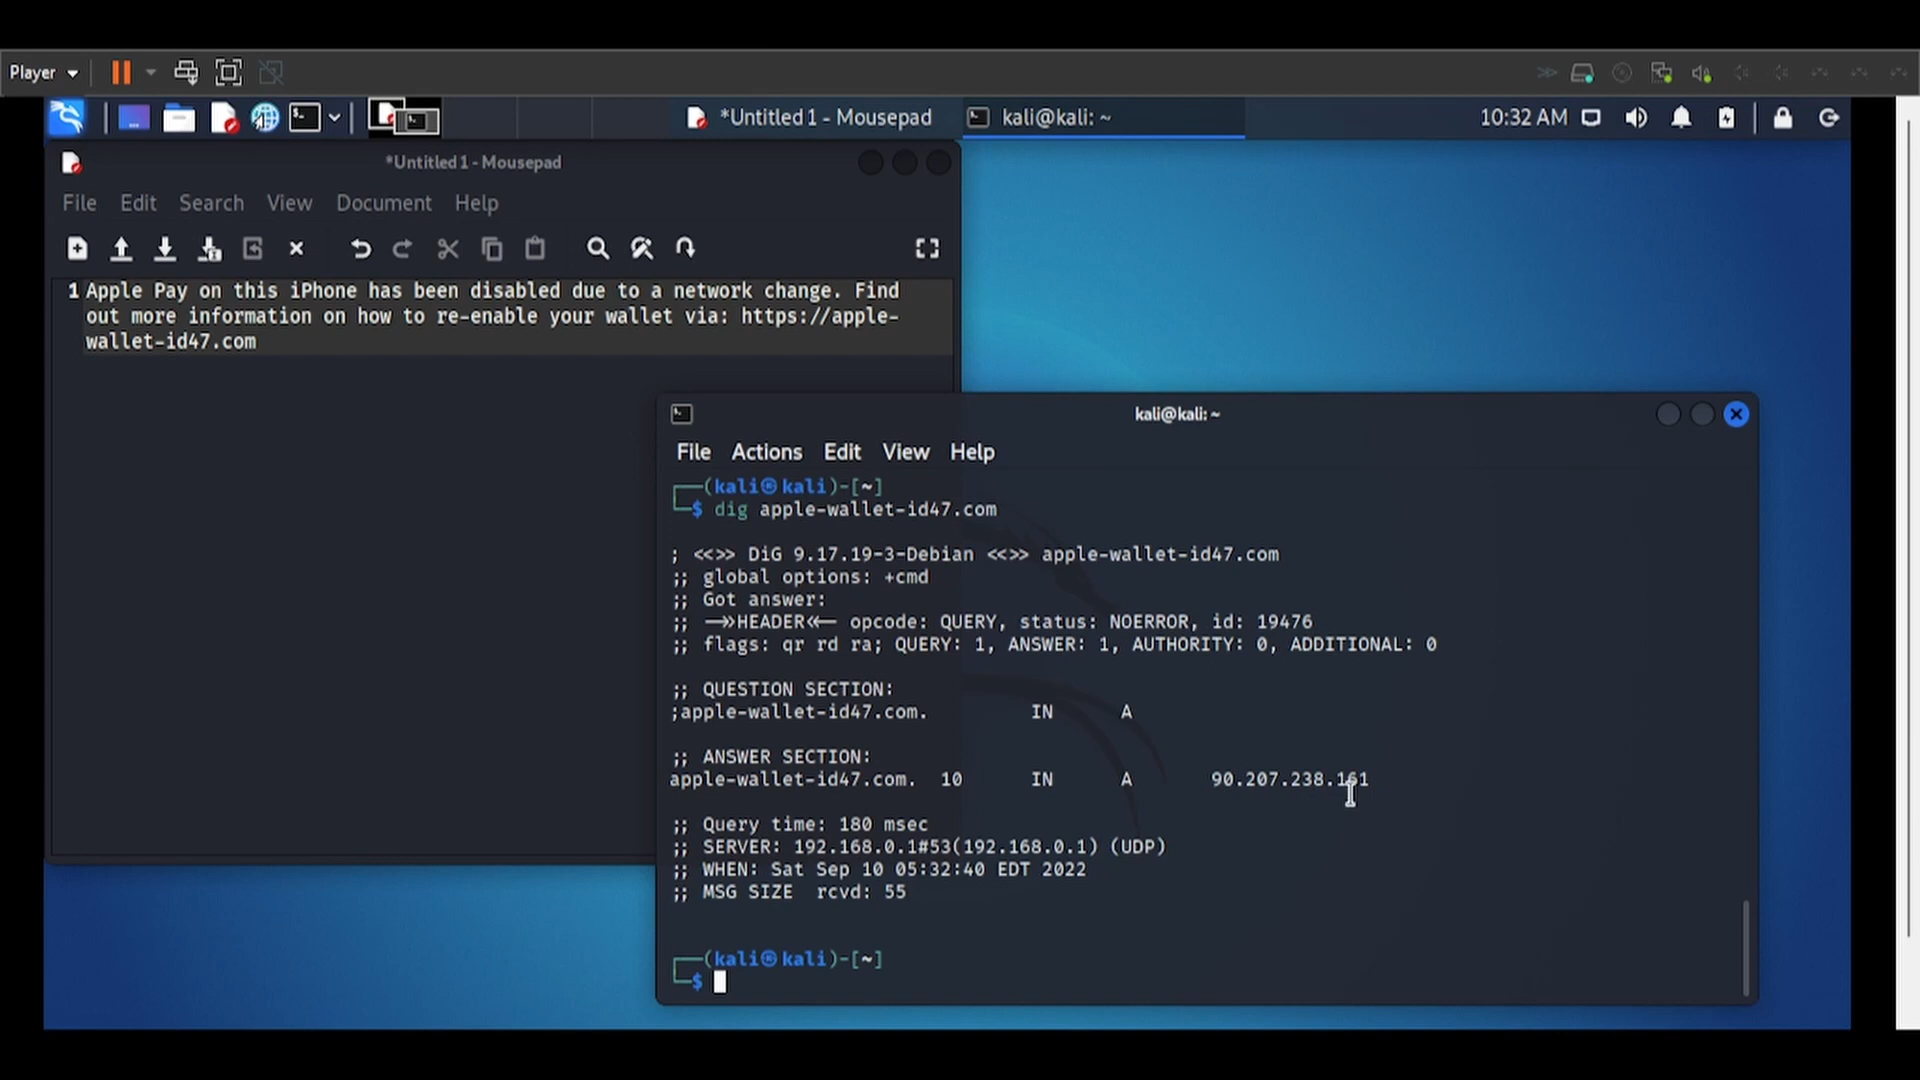 Player
*Untitled 1 - Mousepad
kali@kali: ~
10:32 AM
*Untitled 1 - Mousepad
File Edit Search View Document Help
1 Apple Pay on this iPhone has been disabled due to a network change. Find
out more information on how to re-enable your wallet via: https://apple-
wallet-id47.com
kali@kali: ~
File Actions Edit View Help
┌──(kali㉿kali)-[~]
└─$ dig apple-wallet-id47.com
; <<>> DiG 9.17.19-3-Debian <<>> apple-wallet-id47.com
;; global options: +cmd
;; Got answer:
;; ->>HEADER<<- opcode: QUERY, status: NOERROR, id: 19476
;; flags: qr rd ra; QUERY: 1, ANSWER: 1, AUTHORITY: 0, ADDITIONAL: 0
;; QUESTION SECTION:
;apple-wallet-id47.com. IN A
;; ANSWER SECTION:
apple-wallet-id47.com. 10 IN A 90.207.238.161
;; Query time: 180 msec
;; SERVER: 192.168.0.1#53(192.168.0.1) (UDP)
;; WHEN: Sat Sep 10 05:32:40 EDT 2022
;; MSG SIZE rcvd: 55
┌──(kali㉿kali)-[~]
└─$